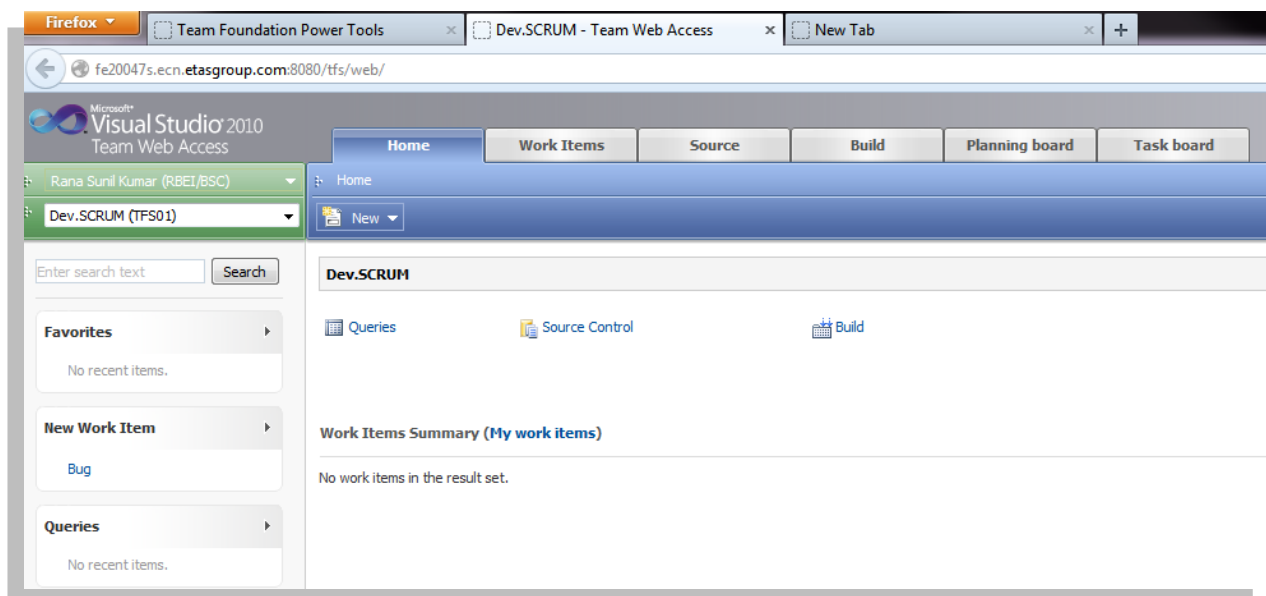 Firefox
Team Foundation Power Tools
Dev.SCRUM - Team Web Access
New Tab
fe20047s.ecn.etasgroup.com:8080/tfs/web/
Microsoft®
Visual Studio® 2010
Team Web Access
Home
Work Items
Source
Build
Planning board
Task board
Rana Sunil Kumar (RBEI/BSC)
Home
Dev.SCRUM (TFS01)
New
Enter search text
Search
Dev.SCRUM
Queries
Source Control
Build
Favorites
No recent items.
New Work Item
Bug
Work Items Summary (My work items)
No work items in the result set.
Queries
No recent items.